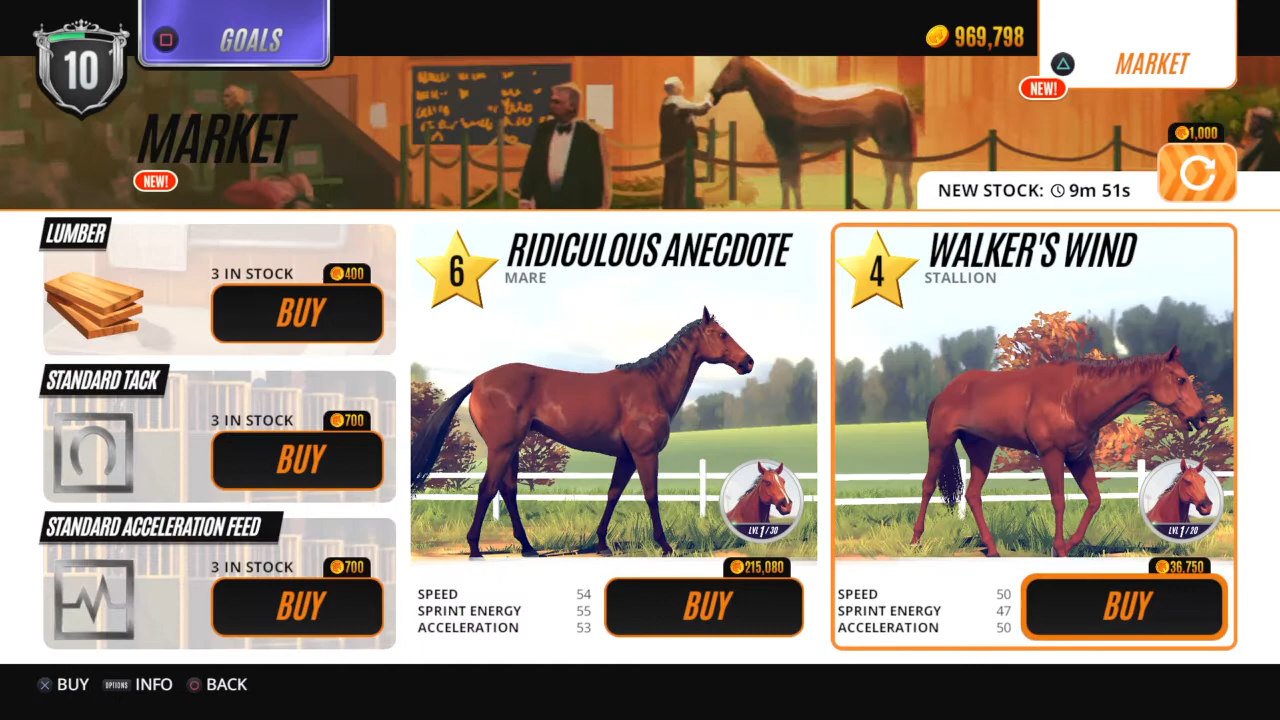 10
GOALS
969,798
MARKET
NEW!
MARKET
NEW!
1,000
NEW STOCK: 9m 51s
LUMBER
3 IN STOCK
400
BUY
STANDARD TACK
3 IN STOCK
700
BUY
STANDARD ACCELERATION FEED
3 IN STOCK
700
BUY
6
RIDICULOUS ANECDOTE
MARE
LVL 1/30
215,080
SPEED 54
SPRINT ENERGY 55
ACCELERATION 53
BUY
4
WALKER'S WIND
STALLION
LVL 1/20
36,750
SPEED 50
SPRINT ENERGY 47
ACCELERATION 50
BUY
BUY OPTIONS INFO BACK